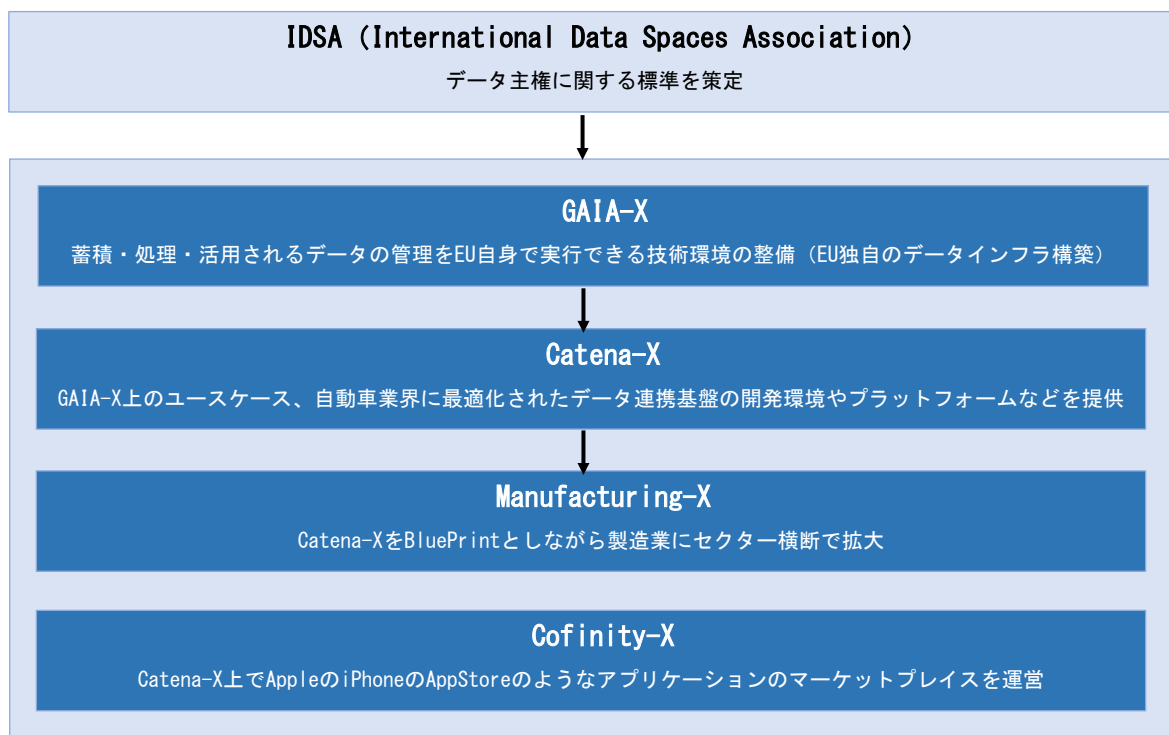 IDSA (International Data Spaces Association)
データ主権に関する標準を策定
GAIA-X
蓄積・処理・活用されるデータの管理をEU自身で実行できる技術環境の整備（EU独自のデータインフラ構築）
Catena-X
GAIA-X上のユースケース、自動車業界に最適化されたデータ連携基盤の開発環境やプラットフォームなどを提供
Manufacturing-X
Catena-XをBluePrintとしながら製造業にセクター横断で拡大
Cofinity-X
Catena-X上でAppleのiPhoneのAppStoreのようなアプリケーションのマーケットプレイスを運営